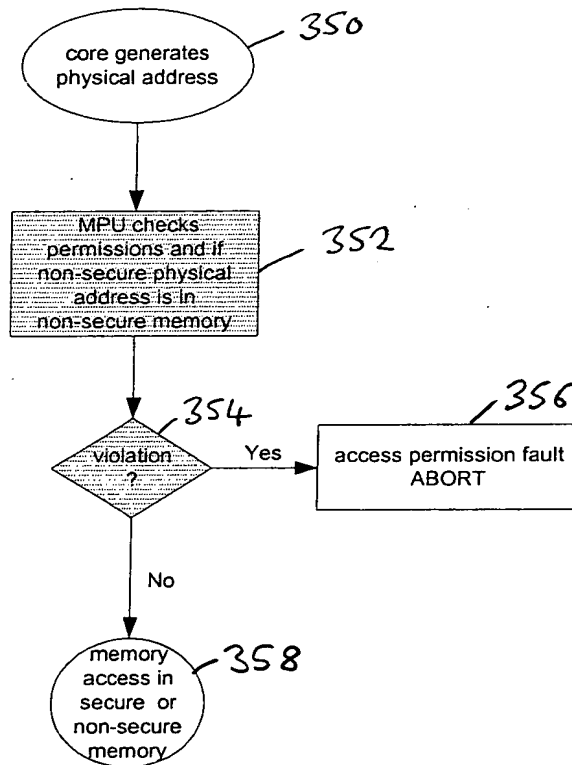 core generates
physical address
350
MPU checks
permissions and if
non-secure physical
address is in
non-secure memory
352
354
violation
?
Yes
356
access permission fault
ABORT
No
memory
access in
secure or
non-secure
memory
358